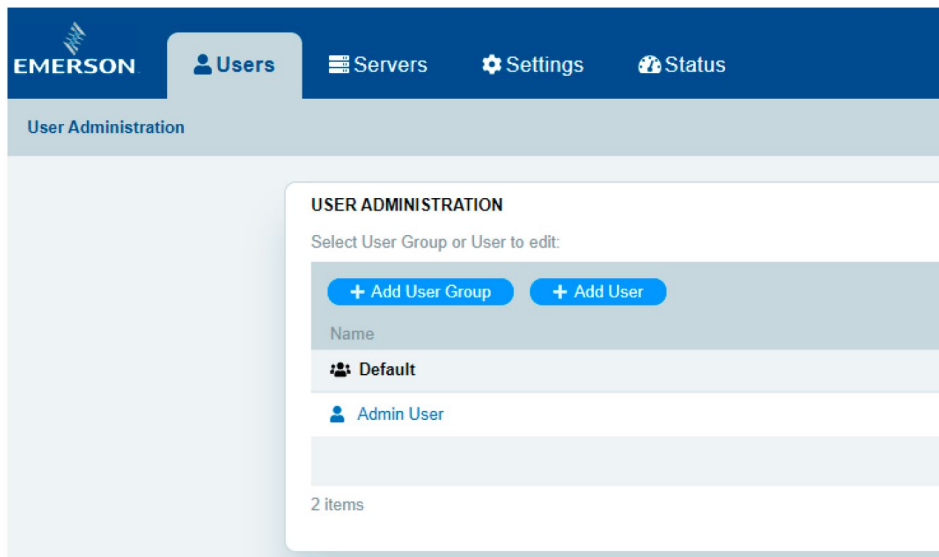 EMERSON
Users Servers Settings Status
User Administration
USER ADMINISTRATION
Select User Group or User to edit:
+ Add User Group + Add User
Name
Default
Admin User
2 items